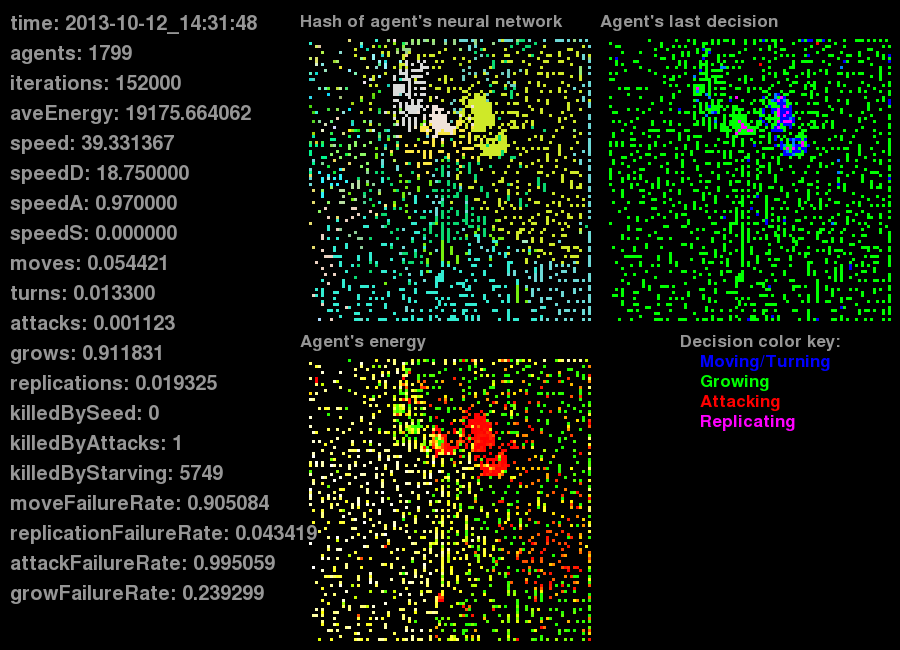 time: 2013-10-12_14:31:48
agents: 1799
iterations: 152000
aveEnergy: 19175.664062
speed: 39.331367
speedD: 18.750000
speedA: 0.970000
speedS: 0.000000
moves: 0.054421
turns: 0.013300
attacks: 0.001123
grows: 0.911831
replications: 0.019325
killedBySeed: 0
killedByAttacks: 1
killedByStarving: 5749
moveFailureRate: 0.905084
replicationFailureRate: 0.043419
attackFailureRate: 0.995059
growFailureRate: 0.239299
Hash of agent's neural network
Agent's last decision
Agent's energy
Decision color key:
Moving/Turning
Growing
Attacking
Replicating